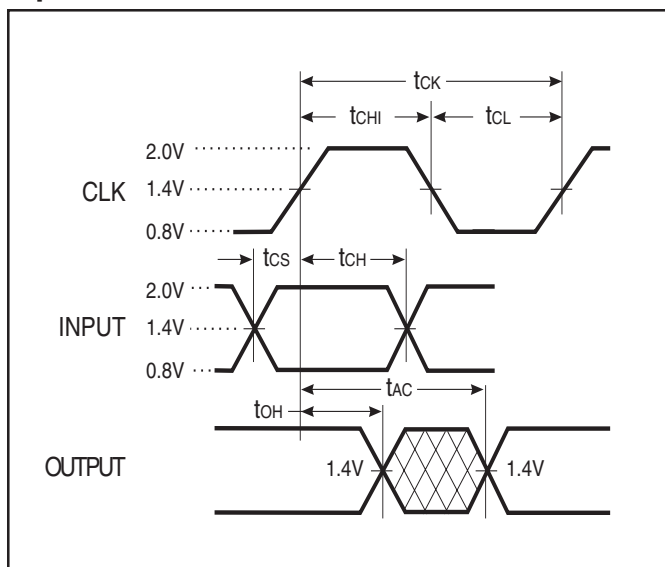 tCK
tCHI tCL
2.0V
CLK 1.4V
0.8V
tCS tCH
2.0V
INPUT 1.4V
0.8V
tAC
tOH
OUTPUT 1.4V 1.4V